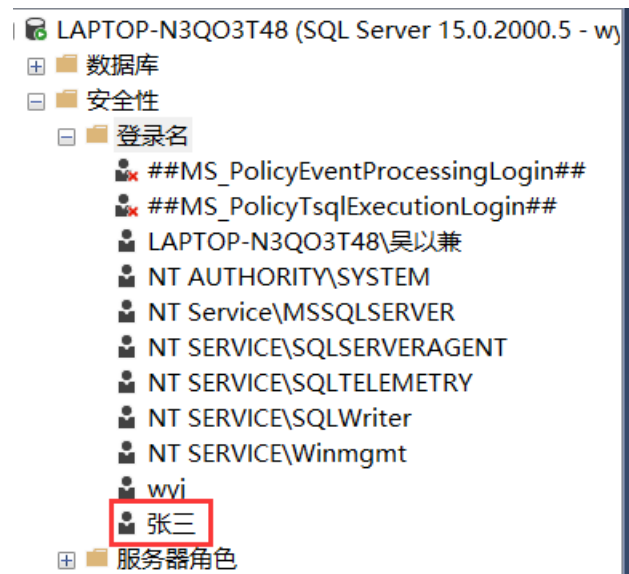 LAPTOP-N3QO3T48 (SQL Server 15.0.2000.5 - wy
数据库
安全性
登录名
##MS_PolicyEventProcessingLogin##
##MS_PolicyTsqlExecutionLogin##
LAPTOP-N3QO3T48\吴以兼
NT AUTHORITY\SYSTEM
NT Service\MSSQLSERVER
NT SERVICE\SQLSERVERAGENT
NT SERVICE\SQLTELEMETRY
NT SERVICE\SQLWriter
NT SERVICE\Winmgmt
wyj
张三
服务器角色